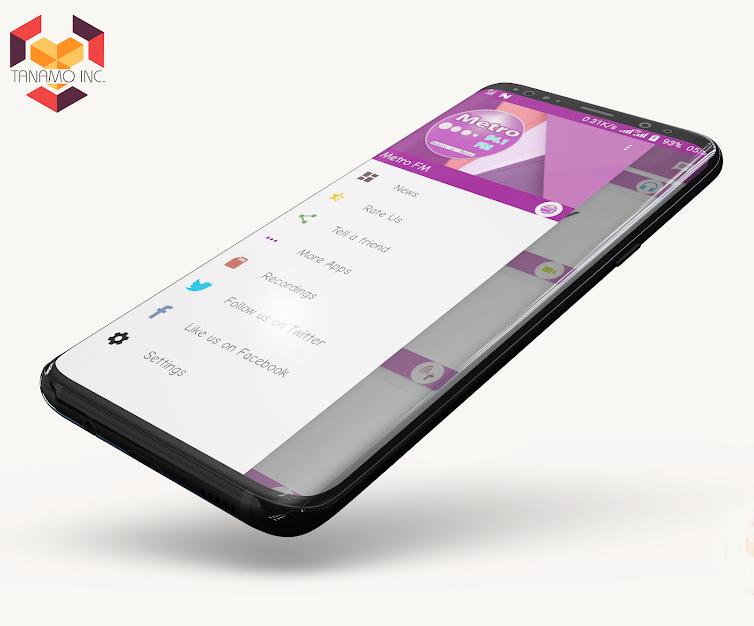 TANAMO INC.
0.31K/s 93%
Metro
94.1
FM
Metro FM
News
Rate Us
Tell a friend
More Apps
Recordings
Follow us on Twitter
Like us on Facebook
Settings